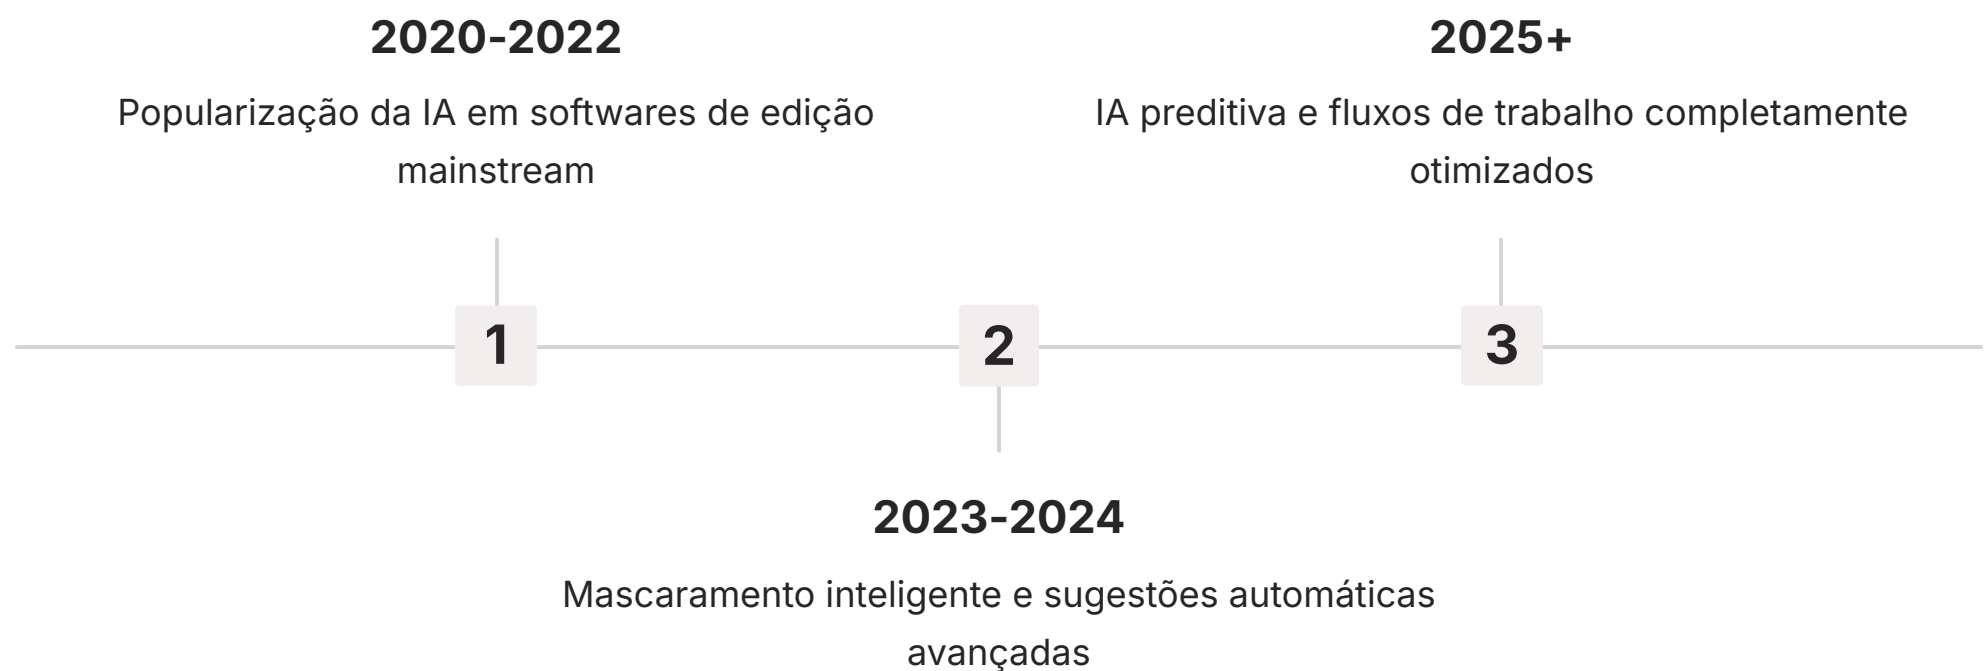 2020-2022
Popularização da IA em softwares de edição
mainstream
2025+
IA preditiva e fluxos de trabalho completamente
otimizados
1
2
3
2023-2024
Mascaramento inteligente e sugestões automáticas
avançadas